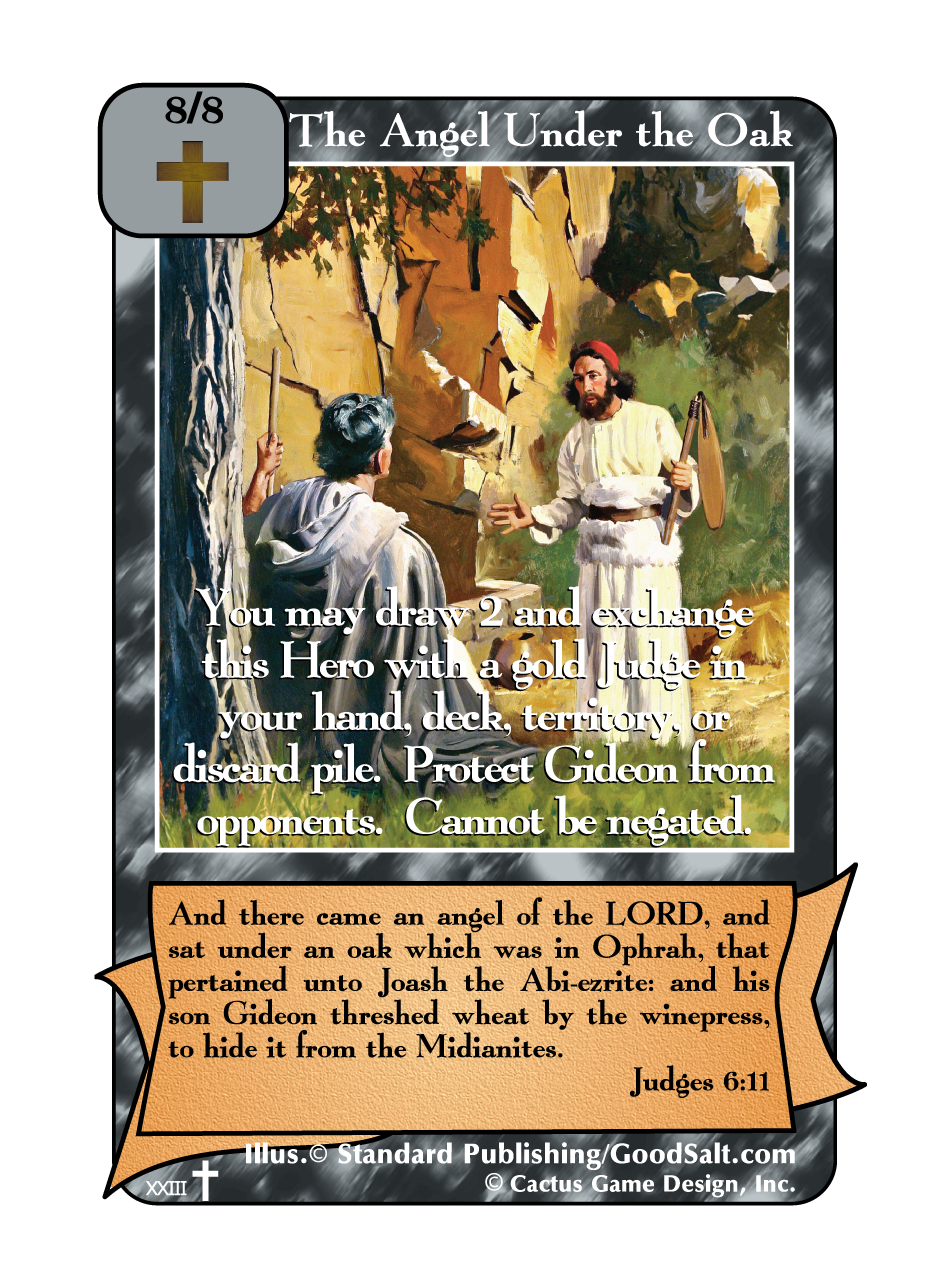 8/8
The Angel Under the Oak
You may draw 2 and exchange
this Hero with a gold Judge in
your hand, deck, territory, or
discard pile. Protect Gideon from
opponents. Cannot be negated.
And there came an angel of the LORD, and
sat under an oak which was in Ophrah, that
pertained unto Joash the Abi-ezrite: and his
son Gideon threshed wheat by the winepress,
to hide it from the Midianites.
Judges 6:11
Illus.© Standard Publishing/GoodSalt.com
XXIII
© Cactus Game Design, Inc.